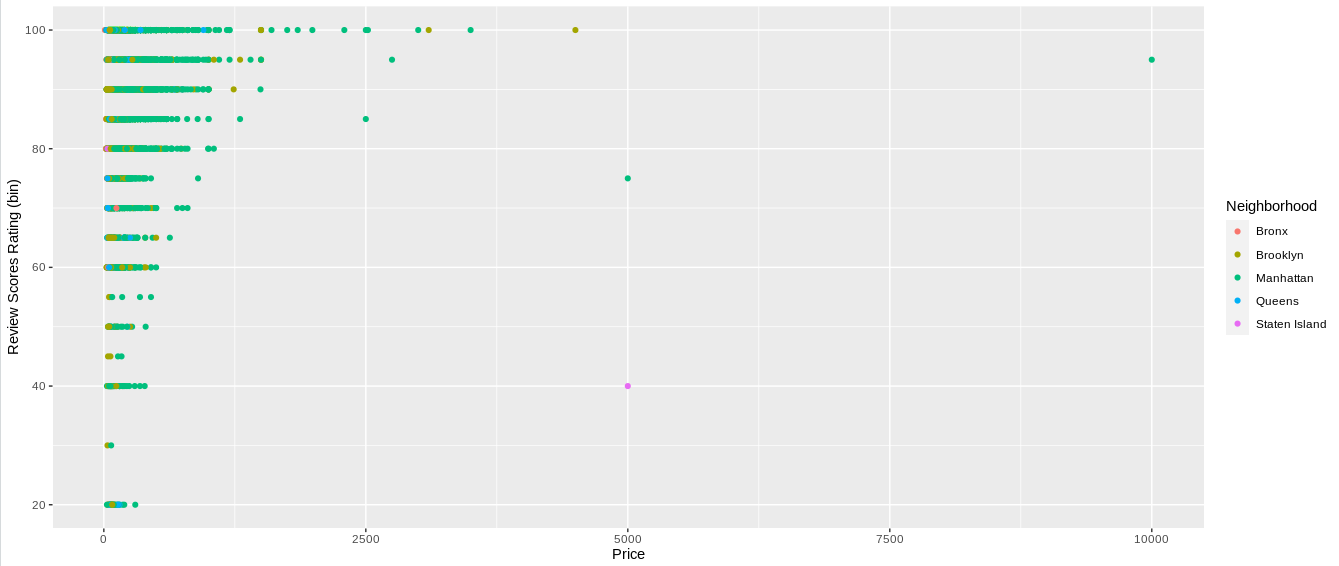 Review Scores Rating (bin)
100
80
60
40
20
0
2500
5000
7500
10000
Price
Neighborhood
Bronx
Brooklyn
Manhattan
Queens
Staten Island